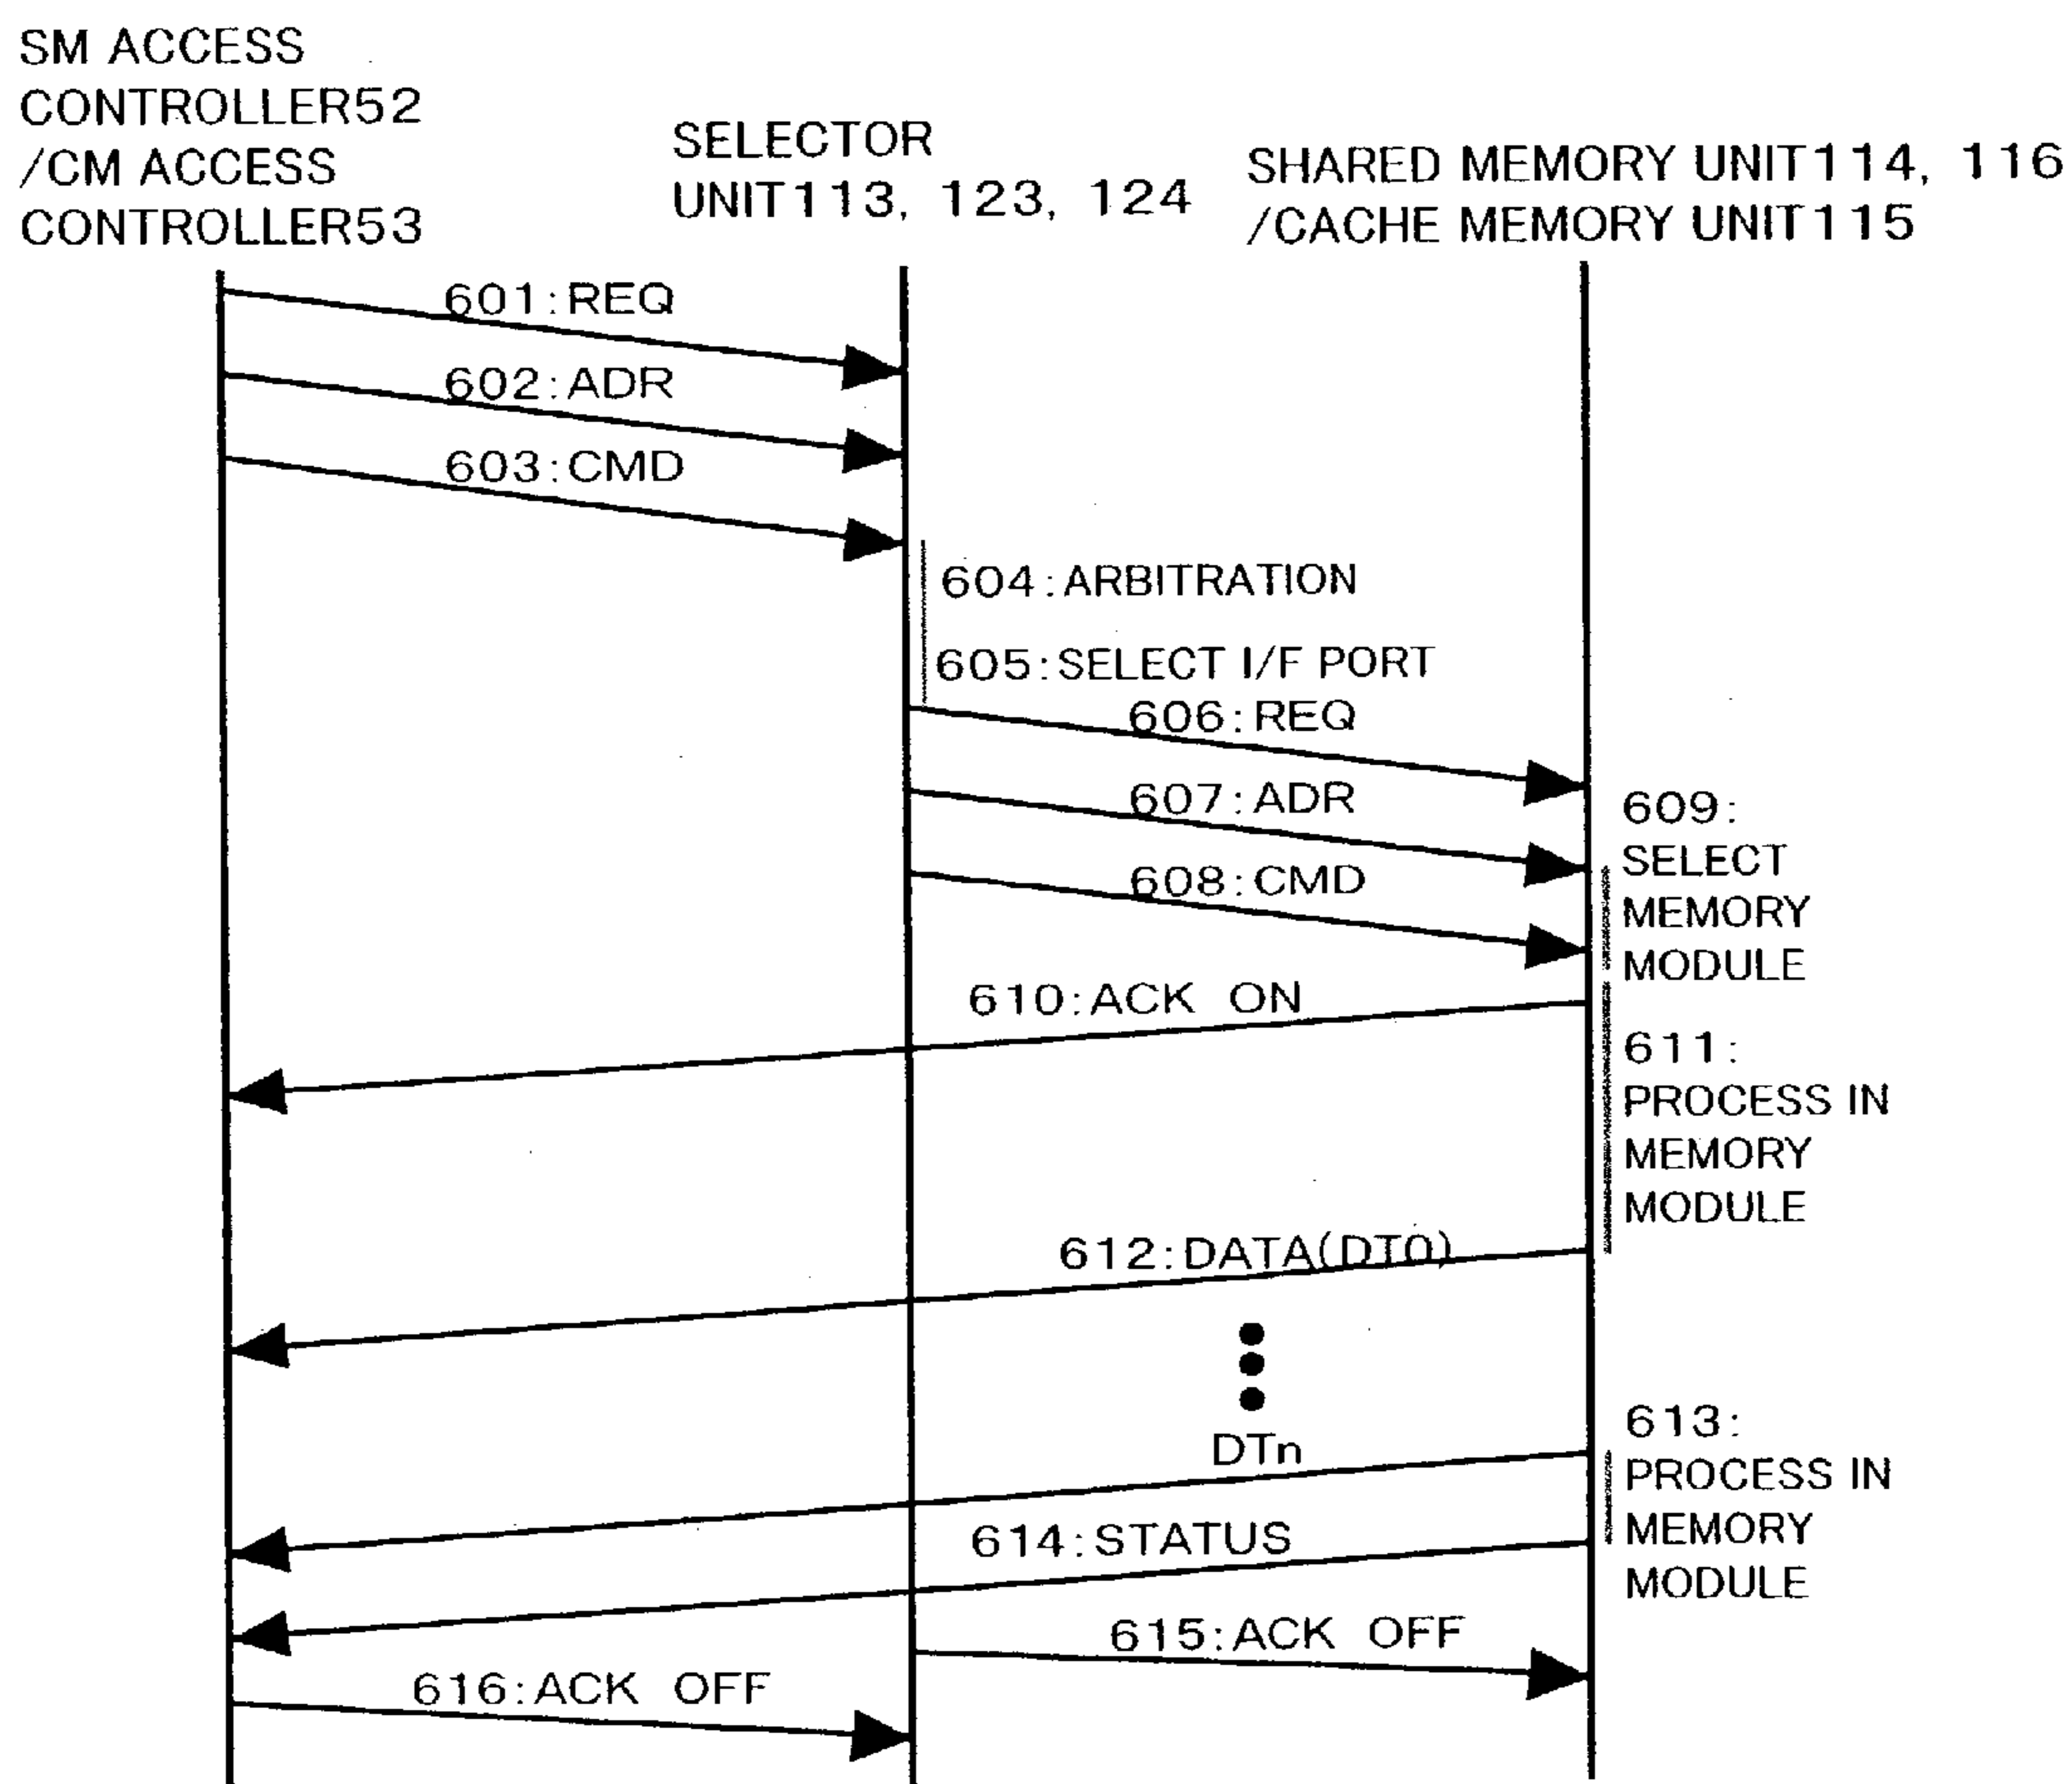 SM ACCESS
CONTROLLER52
/CM ACCESS
CONTROLLER53
SELECTOR
UNIT113, 123, 124
SHARED MEMORY UNIT114, 116
/CACHE MEMORY UNIT115
601:REQ
602:ADR
603:CMD
604:ARBITRATION
605:SELECT I/F PORT
606:REQ
607:ADR
608:CMD
609:
SELECT
MEMORY
MODULE
610:ACK ON
611:
PROCESS IN
MEMORY
MODULE
612:DATA(DT0)
DTn
613:
PROCESS IN
MEMORY
MODULE
614:STATUS
615:ACK OFF
616:ACK OFF